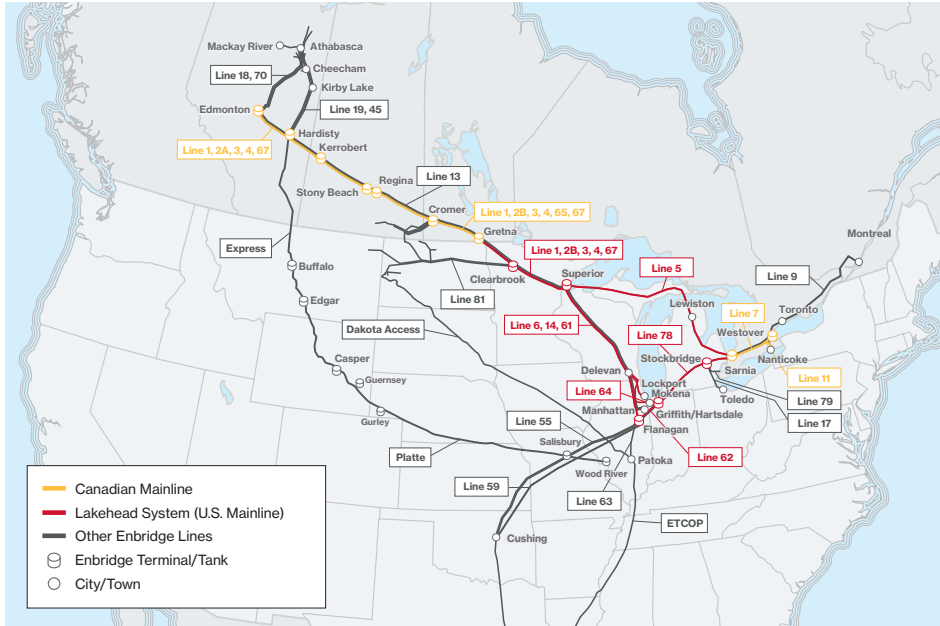 Mackay River
Athabasca
Line 18, 70
Cheecham
Kirby Lake
Edmonton
Line 19, 45
Hardisty
Line 1, 2A, 3, 4, 67
Kerrobert
Regina
Line 13
Stony Beach
Cromer
Line 1, 2B, 3, 4, 65, 67
Gretna
Montreal
Express
Line 1, 2B, 3, 4, 67
Buffalo
Clearbrook
Superior
Line 5
Line 9
Line 81
Edgar
Lewiston
Toronto
Line 7
Dakota Access
Line 6, 14, 61
Line 78
Westover
Casper
Stockbridge
Nanticoke
Delevan
Sarnia
Guernsey
Lockport
Line 11
Line 64
Mokena
Toledo
Line 79
Manhattan
Griffith/Hartsdale
Gurley
Line 55
Line 17
Flanagan
Salisbury
Platte
Line 62
Patoka
Wood River
Line 59
Line 63
ETCOP
Cushing
Canadian Mainline
Lakehead System (U.S. Mainline)
Other Enbridge Lines
Enbridge Terminal/Tank
City/Town